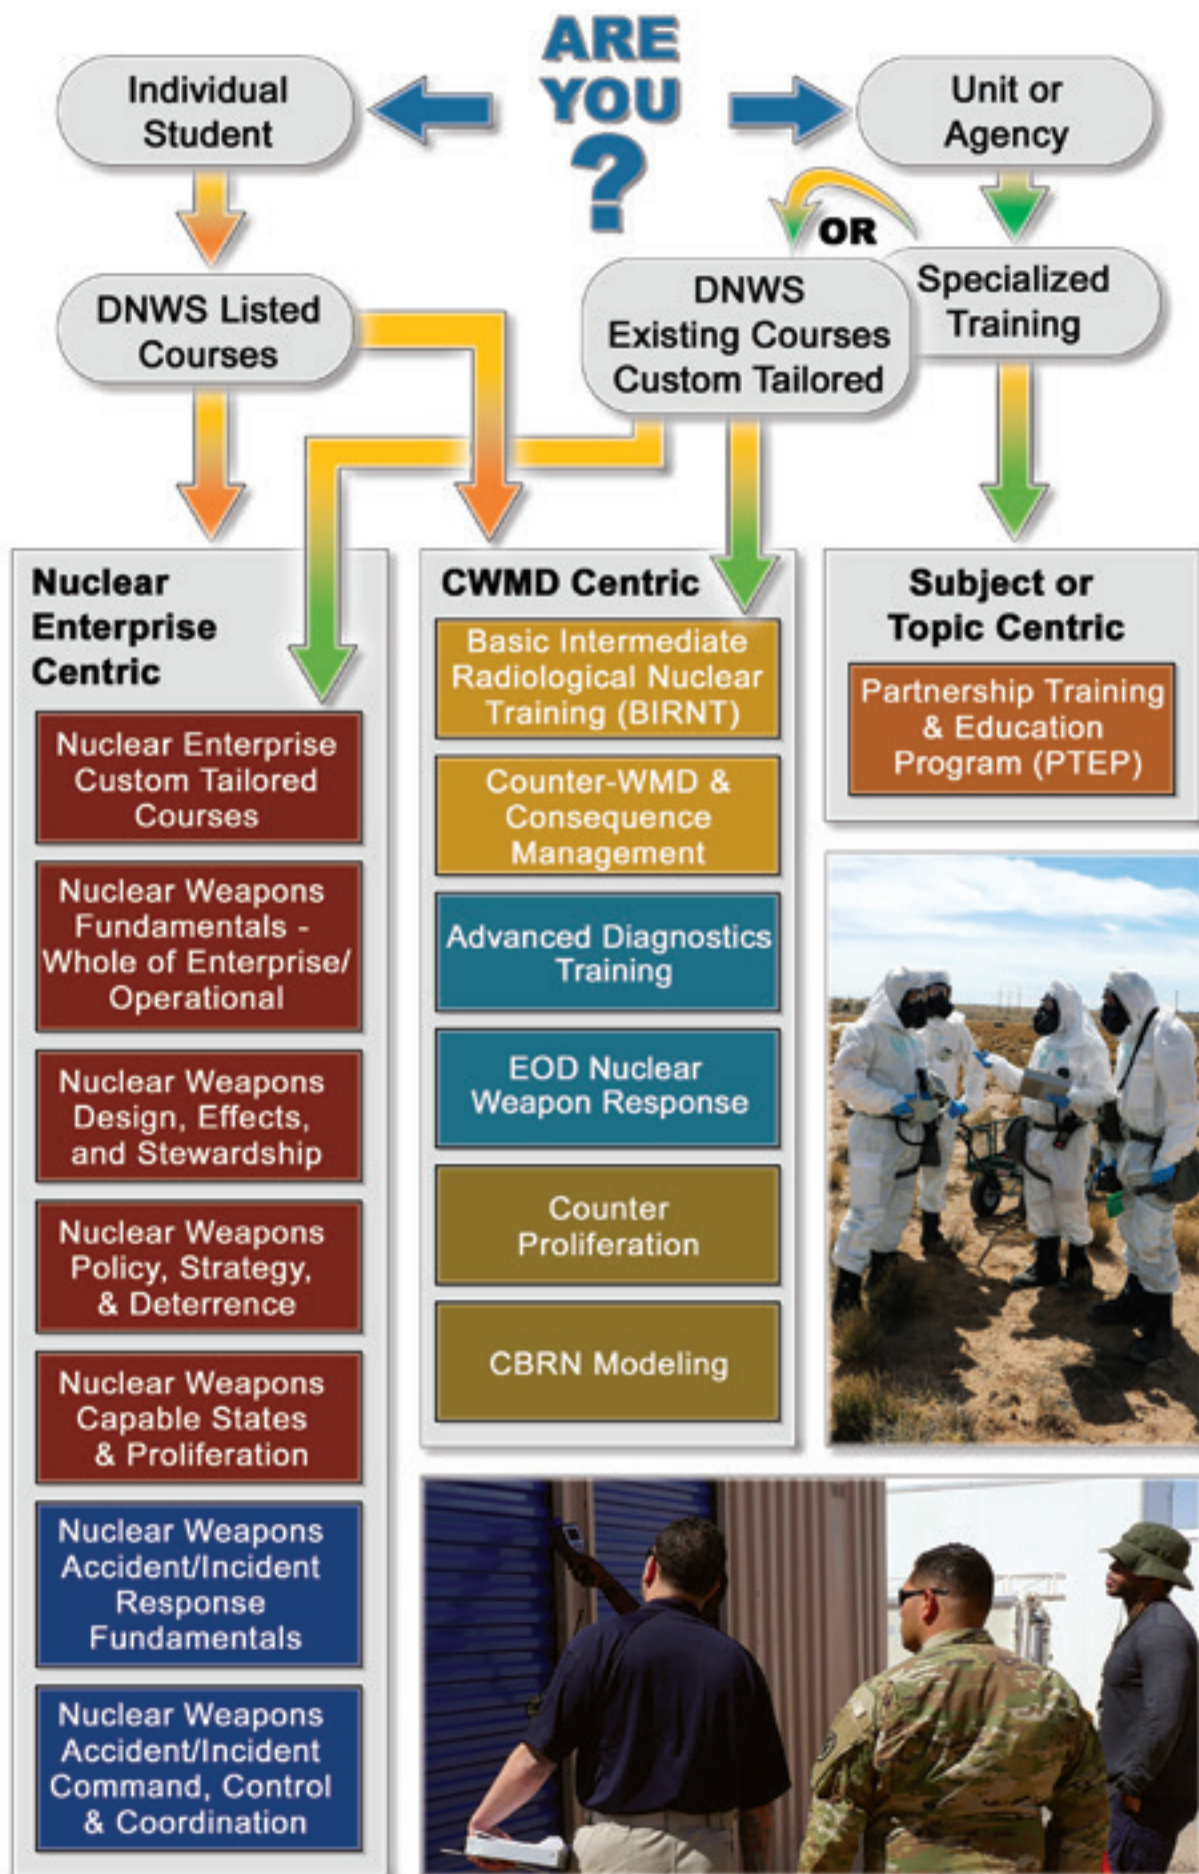 ARE
YOU
?
Individual
Student
Unit or
Agency
OR
DNWS Listed
Courses
DNWS
Existing Courses
Custom Tailored
Specialized
Training
Nuclear
Enterprise
Centric
Nuclear Enterprise
Custom Tailored
Courses
Nuclear Weapons
Fundamentals -
Whole of Enterprise/
Operational
Nuclear Weapons
Design, Effects,
and Stewardship
Nuclear Weapons
Policy, Strategy,
& Deterrence
Nuclear Weapons
Capable States
& Proliferation
Nuclear Weapons
Accident/Incident
Response
Fundamentals
Nuclear Weapons
Accident/Incident
Command, Control
& Coordination
CWMD Centric
Basic Intermediate
Radiological Nuclear
Training (BIRNT)
Counter-WMD &
Consequence
Management
Advanced Diagnostics
Training
EOD Nuclear
Weapon Response
Counter
Proliferation
CBRN Modeling
Subject or
Topic Centric
Partnership Training
& Education
Program (PTEP)